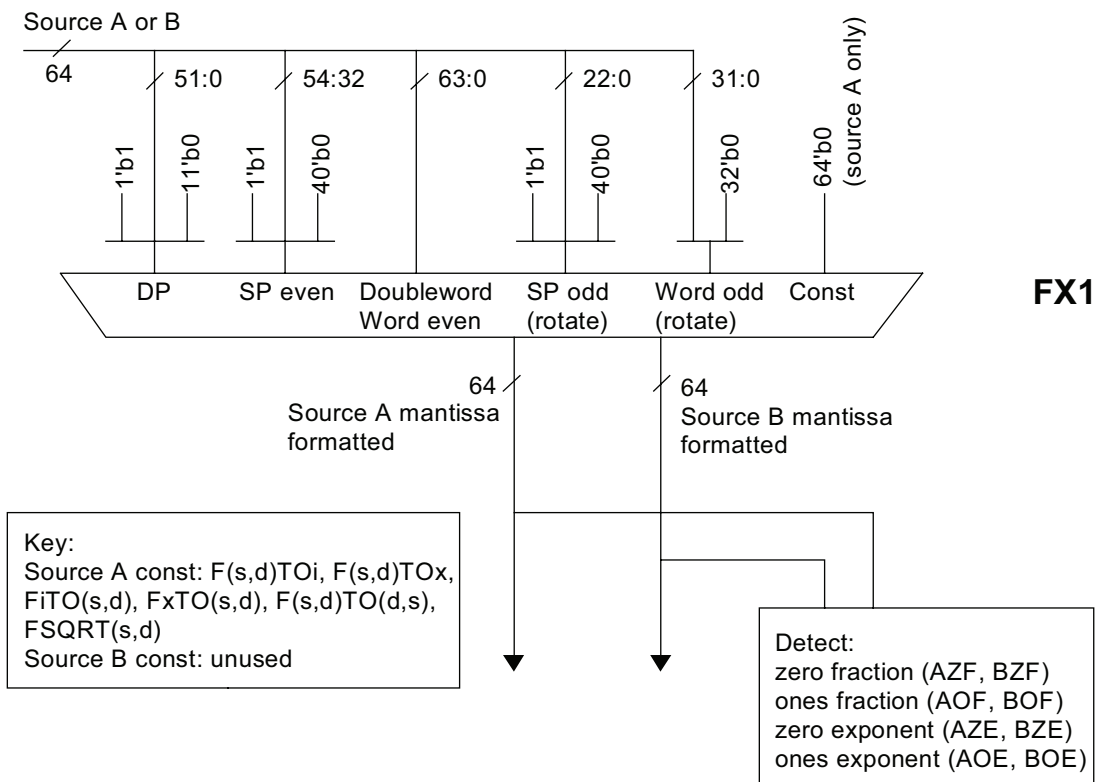 Source A or B
64
51:0
54:32
63:0
22:0
31:0
1'b1
11'b0
1'b1
40'b0
1'b1
40'b0
32'b0
64'b0
(source A only)
DP
SP even
Doubleword
Word even
SP odd
(rotate)
Word odd
(rotate)
Const
FX1
64
Source A mantissa
formatted
64
Source B mantissa
formatted
Key:
Source A const: F(s,d)TOi, F(s,d)TOx,
FiTO(s,d), FxTO(s,d), F(s,d)TO(d,s),
FSQRT(s,d)
Source B const: unused
Detect:
zero fraction (AZF, BZF)
ones fraction (AOF, BOF)
zero exponent (AZE, BZE)
ones exponent (AOE, BOE)